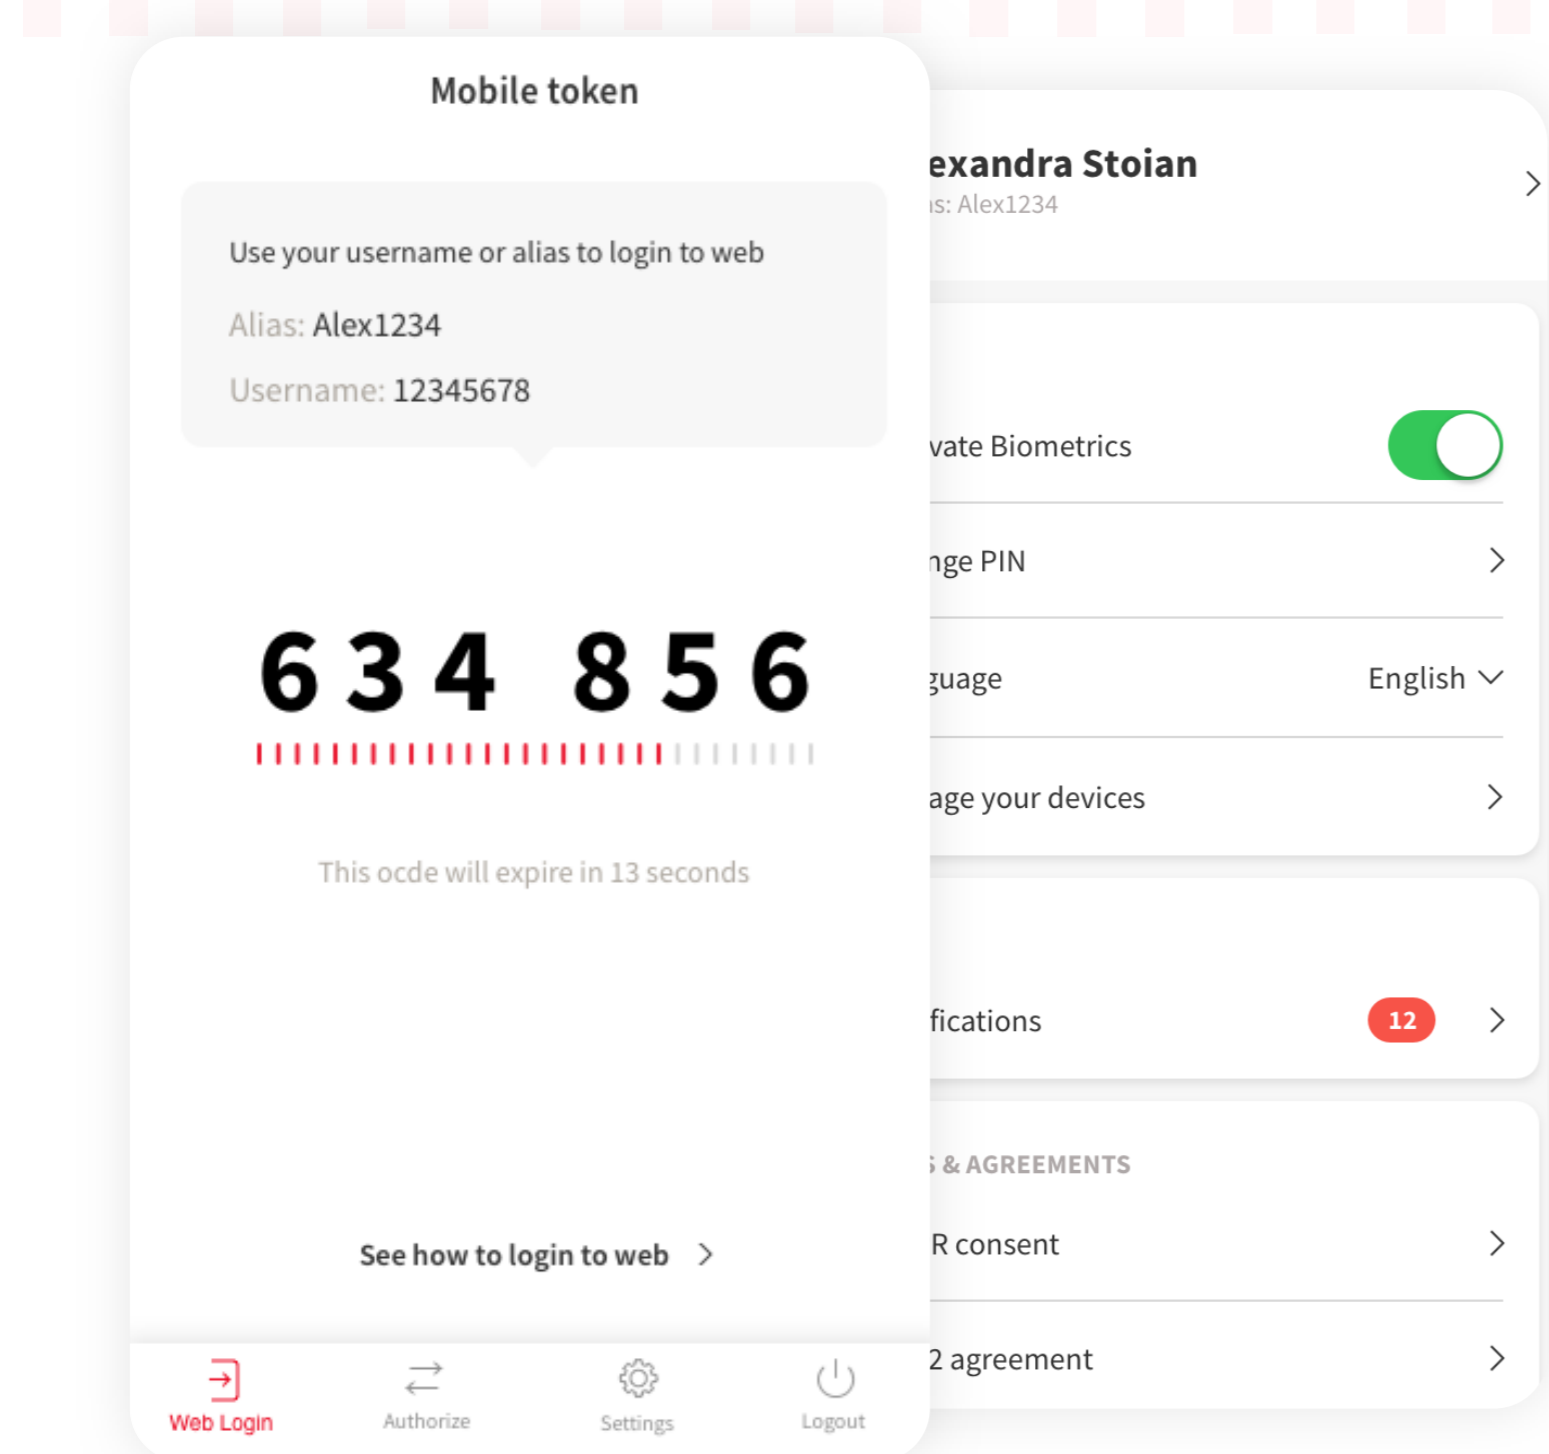 Mobile token
Use your username or alias to login to web
Alias: Alex1234
Username: 12345678
634 856
This ocde will expire in 13 seconds
See how to login to web
Web Login
Authorize
Settings
Logout
exandra Stoian
s: Alex1234
vate Biometrics
nge PIN
guage
English
age your devices
fications
12
S & AGREEMENTS
R consent
2 agreement